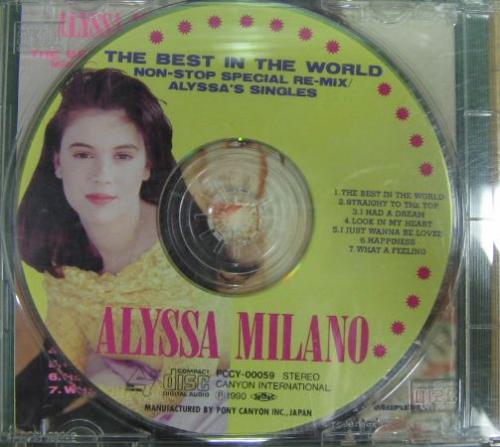 THE BEST IN THE WORLD
NON-STOP SPECIAL RE-MIX/
ALYSSA'S SINGLES
1.THE BEST IN THE WORLD
2.STRAIGHT TO THE TOP
3.I HAD A DREAM
4.LOOK IN MY HEART
5.I JUST WANNA BE LOVED
6.HAPPINESS
7.WHAT A FEELING
ALYSSA MILANO
COMPACT
disc
DIGITAL AUDIO
PCCY-00059 STEREO
CANYON INTERNATIONAL
Ⓟ1990
MANUFACTURED BY PONY CANYON INC., JAPAN